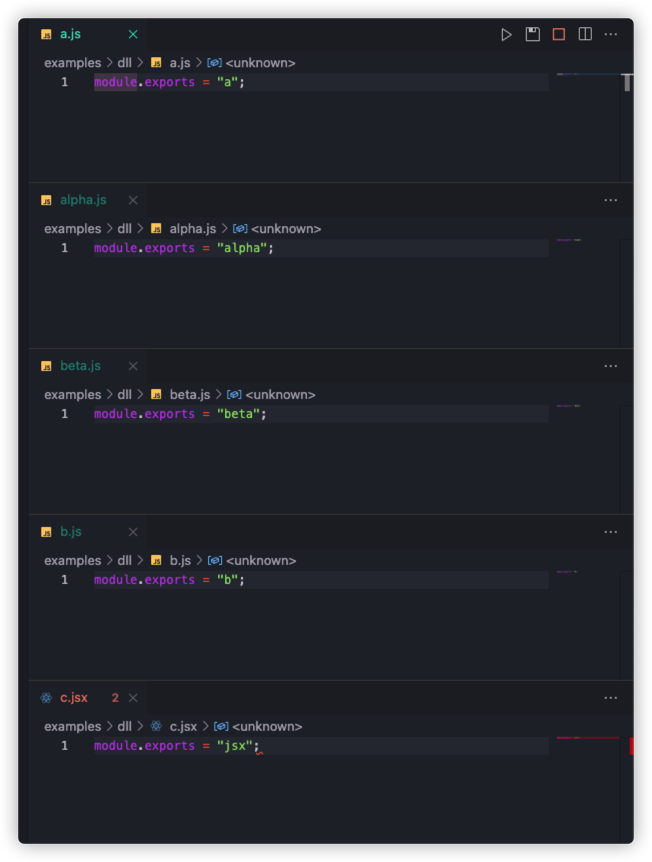 JS a.js
examples > dll > JS a.js > <unknown>
1 module.exports = "a";
JS alpha.js
examples > dll > JS alpha.js > <unknown>
1 module.exports = "alpha";
JS beta.js
examples > dll > JS beta.js > <unknown>
1 module.exports = "beta";
JS b.js
examples > dll > JS b.js > <unknown>
1 module.exports = "b";
c.jsx 2
examples > dll > c.jsx > <unknown>
1 module.exports = "jsx";